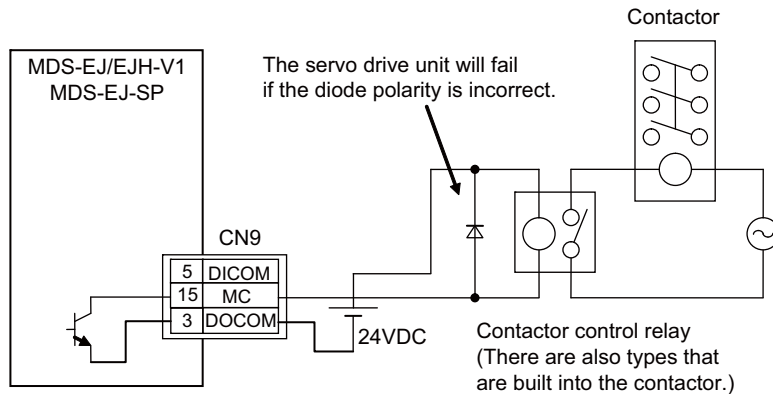 Contactor
MDS-EJ/EJH-V1
MDS-EJ-SP
The servo drive unit will fail
if the diode polarity is incorrect.
CN9
5 DICOM
15 MC
3 DOCOM
24VDC
Contactor control relay
(There are also types that
are built into the contactor.)